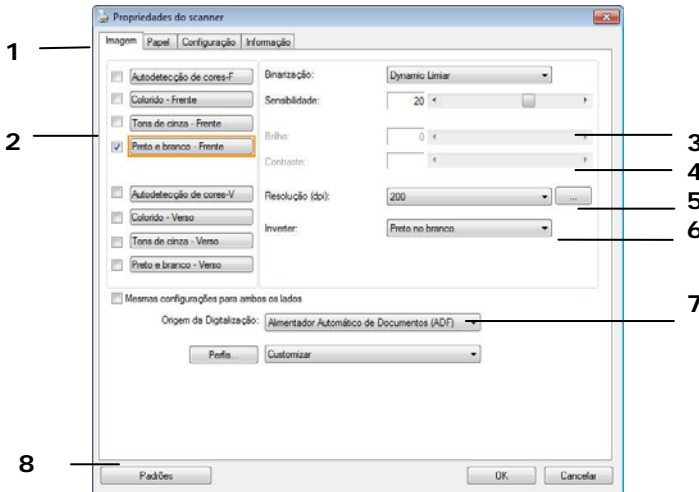 Propriedades do scanner
1
Imagem Papel Configuração Informação
Autodetecção de cores-F
Binarização: Dynamic Limiar
Colorido - Frente
Sensibilidade: 20
Tons de cinza - Frente
2
Preto e branco - Frente
Brilho: 0
3
Contraste:
4
Autodetecção de cores-V
Resolução (dpi): 200 ...
5
Colorido - Verso
Inverter: Preto no branco
6
Tons de cinza - Verso
Preto e branco - Verso
Mesmas configurações para ambos os lados
7
Origem da Digitalização: Alimentador Automático de Documentos (ADF)
Perfis... Customizar
8
Padrões OK Cancelar